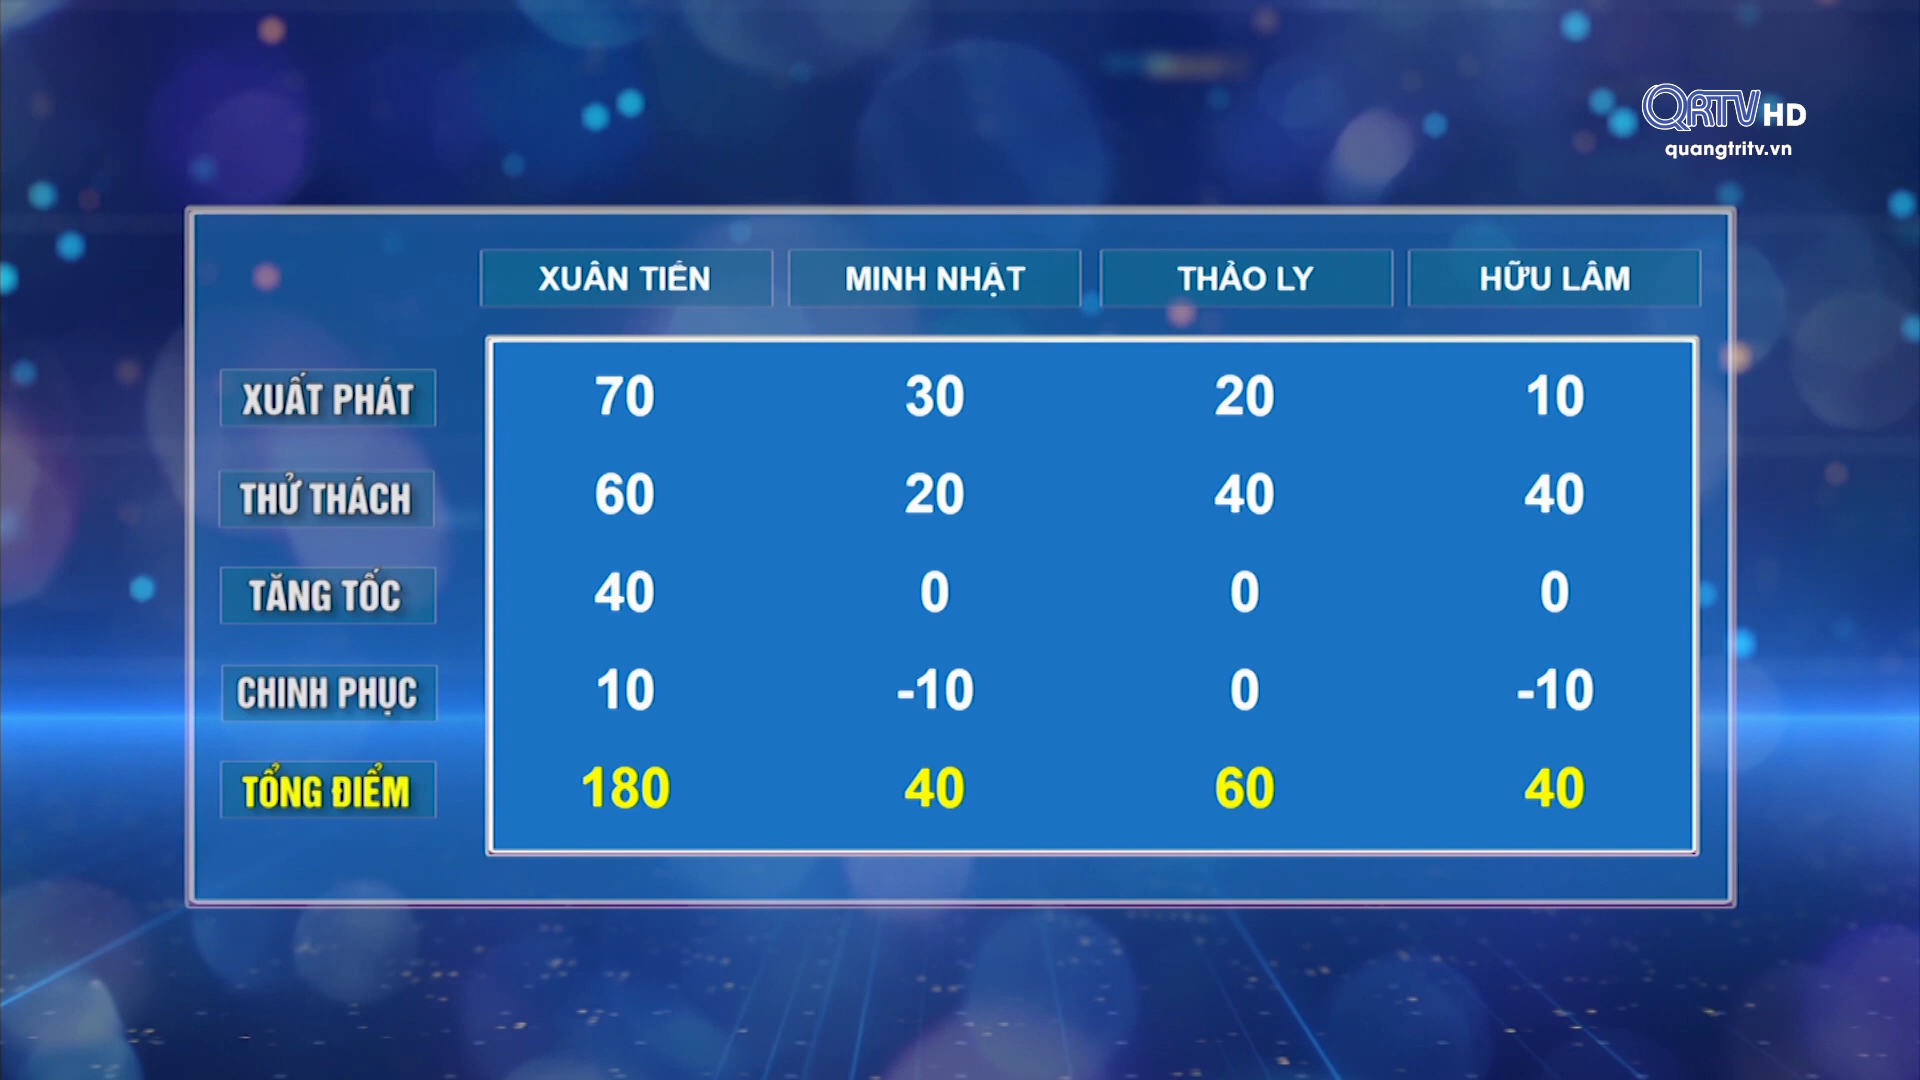 QRTV HD
quangtritv.vn
XUÂN TIẾN MINH NHẬT THẢO LY HỮU LÂM
XUẤT PHÁT 70 30 20 10
THỬ THÁCH 60 20 40 40
TĂNG TỐC 40 0 0 0
CHINH PHỤC 10 -10 0 -10
TỔNG ĐIỂM 180 40 60 40